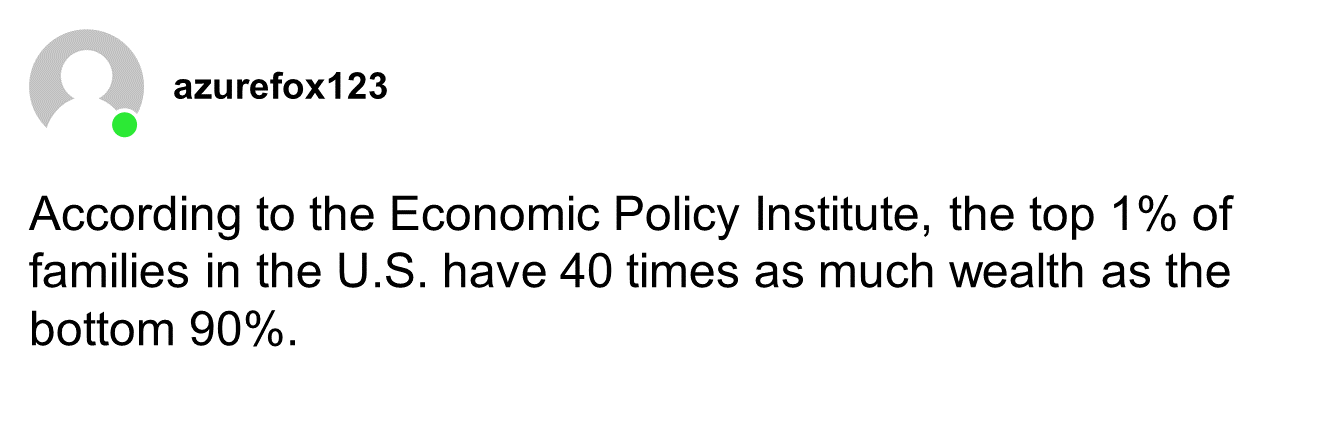 azurefox123
According to the Economic Policy Institute, the top 1% of
families in the U.S. have 40 times as much wealth as the
bottom 90%.